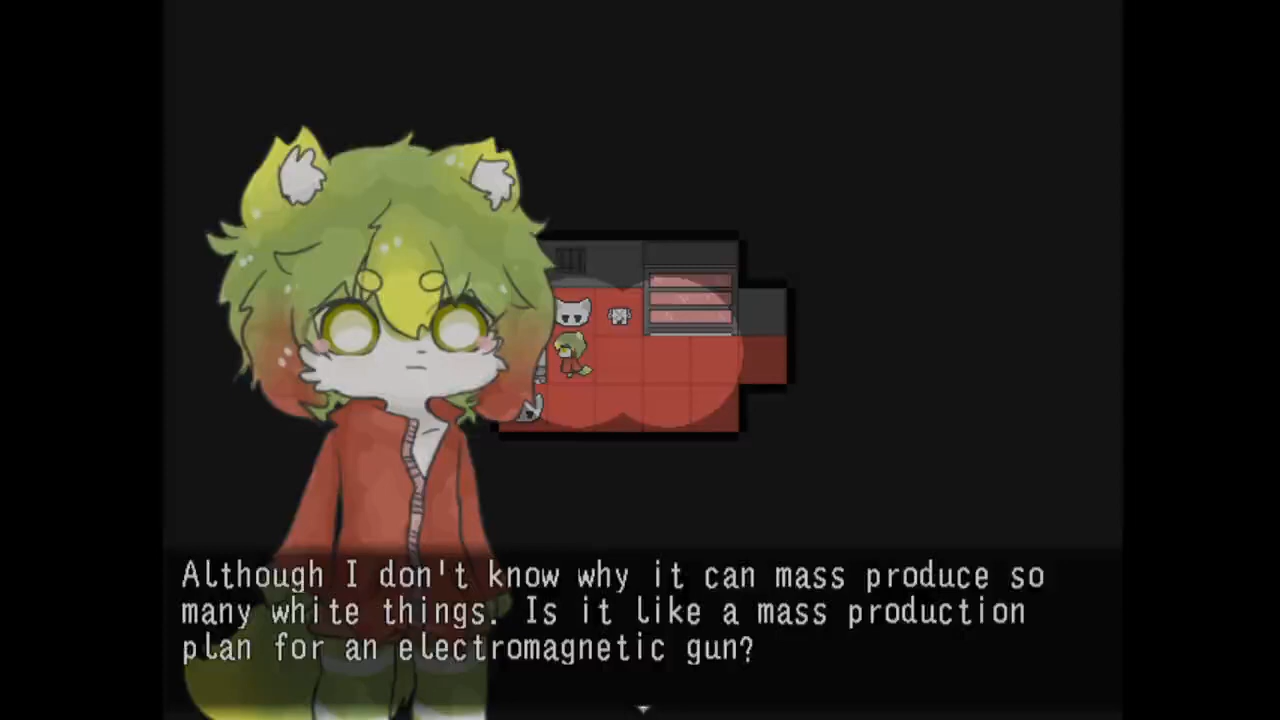 Although I don't know why it can mass produce so
many white things. Is it like a mass production
plan for an electromagnetic gun?